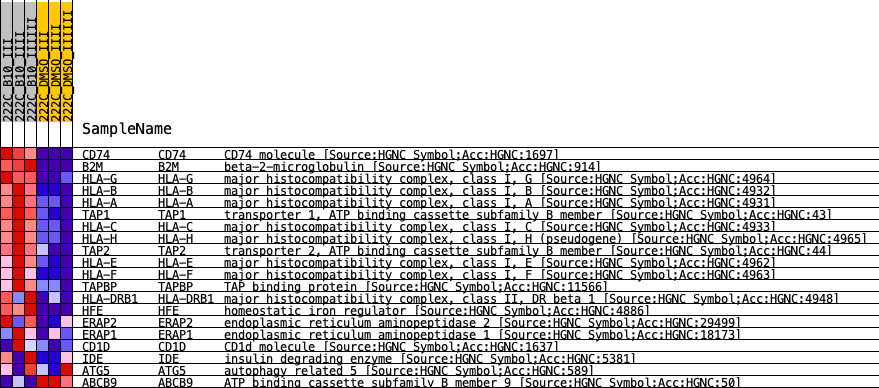 222C_B10_III
222C_B10_IIII
222C_B10_IIIIII
222C_DMSO_III
222C_DMSO_IIII
222C_DMSO_IIIIII
SampleName
CD74 CD74 CD74 molecule [Source:HGNC Symbol;Acc:HGNC:1697]
B2M B2M beta-2-microglobulin [Source:HGNC Symbol;Acc:HGNC:914]
HLA-G HLA-G major histocompatibility complex, class I, G [Source:HGNC Symbol;Acc:HGNC:4964]
HLA-B HLA-B major histocompatibility complex, class I, B [Source:HGNC Symbol;Acc:HGNC:4932]
HLA-A HLA-A major histocompatibility complex, class I, A [Source:HGNC Symbol;Acc:HGNC:4931]
TAP1 TAP1 transporter 1, ATP binding cassette subfamily B member [Source:HGNC Symbol;Acc:HGNC:43]
HLA-C HLA-C major histocompatibility complex, class I, C [Source:HGNC Symbol;Acc:HGNC:4933]
HLA-H HLA-H major histocompatibility complex, class I, H (pseudogene) [Source:HGNC Symbol;Acc:HGNC:4965]
TAP2 TAP2 transporter 2, ATP binding cassette subfamily B member [Source:HGNC Symbol;Acc:HGNC:44]
HLA-E HLA-E major histocompatibility complex, class I, E [Source:HGNC Symbol;Acc:HGNC:4962]
HLA-F HLA-F major histocompatibility complex, class I, F [Source:HGNC Symbol;Acc:HGNC:4963]
TAPBP TAPBP TAP binding protein [Source:HGNC Symbol;Acc:HGNC:11566]
HLA-DRB1 HLA-DRB1 major histocompatibility complex, class II, DR beta 1 [Source:HGNC Symbol;Acc:HGNC:4948]
HFE HFE homeostatic iron regulator [Source:HGNC Symbol;Acc:HGNC:4886]
ERAP2 ERAP2 endoplasmic reticulum aminopeptidase 2 [Source:HGNC Symbol;Acc:HGNC:29499]
ERAP1 ERAP1 endoplasmic reticulum aminopeptidase 1 [Source:HGNC Symbol;Acc:HGNC:18173]
CD1D CD1D CD1d molecule [Source:HGNC Symbol;Acc:HGNC:1637]
IDE IDE insulin degrading enzyme [Source:HGNC Symbol;Acc:HGNC:5381]
ATG5 ATG5 autophagy related 5 [Source:HGNC Symbol;Acc:HGNC:589]
ABCB9 ABCB9 ATP binding cassette subfamily B member 9 [Source:HGNC Symbol;Acc:HGNC:50]